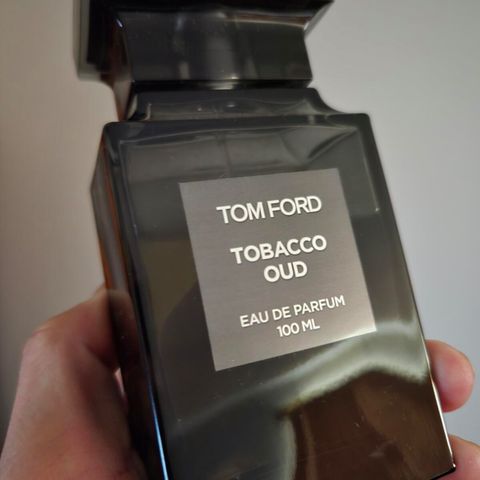 TOM FORD
TOBACCO
OUD
EAU DE PARFUM
100 ML